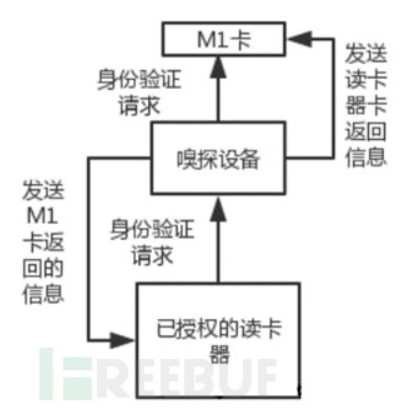 M1卡
身份验证
请求
发送
读卡
器卡
返回
信息
嗅探设备
发送
M1
卡返
回的
信息
身份验证
请求
已授权的读卡
器
FREEBUF